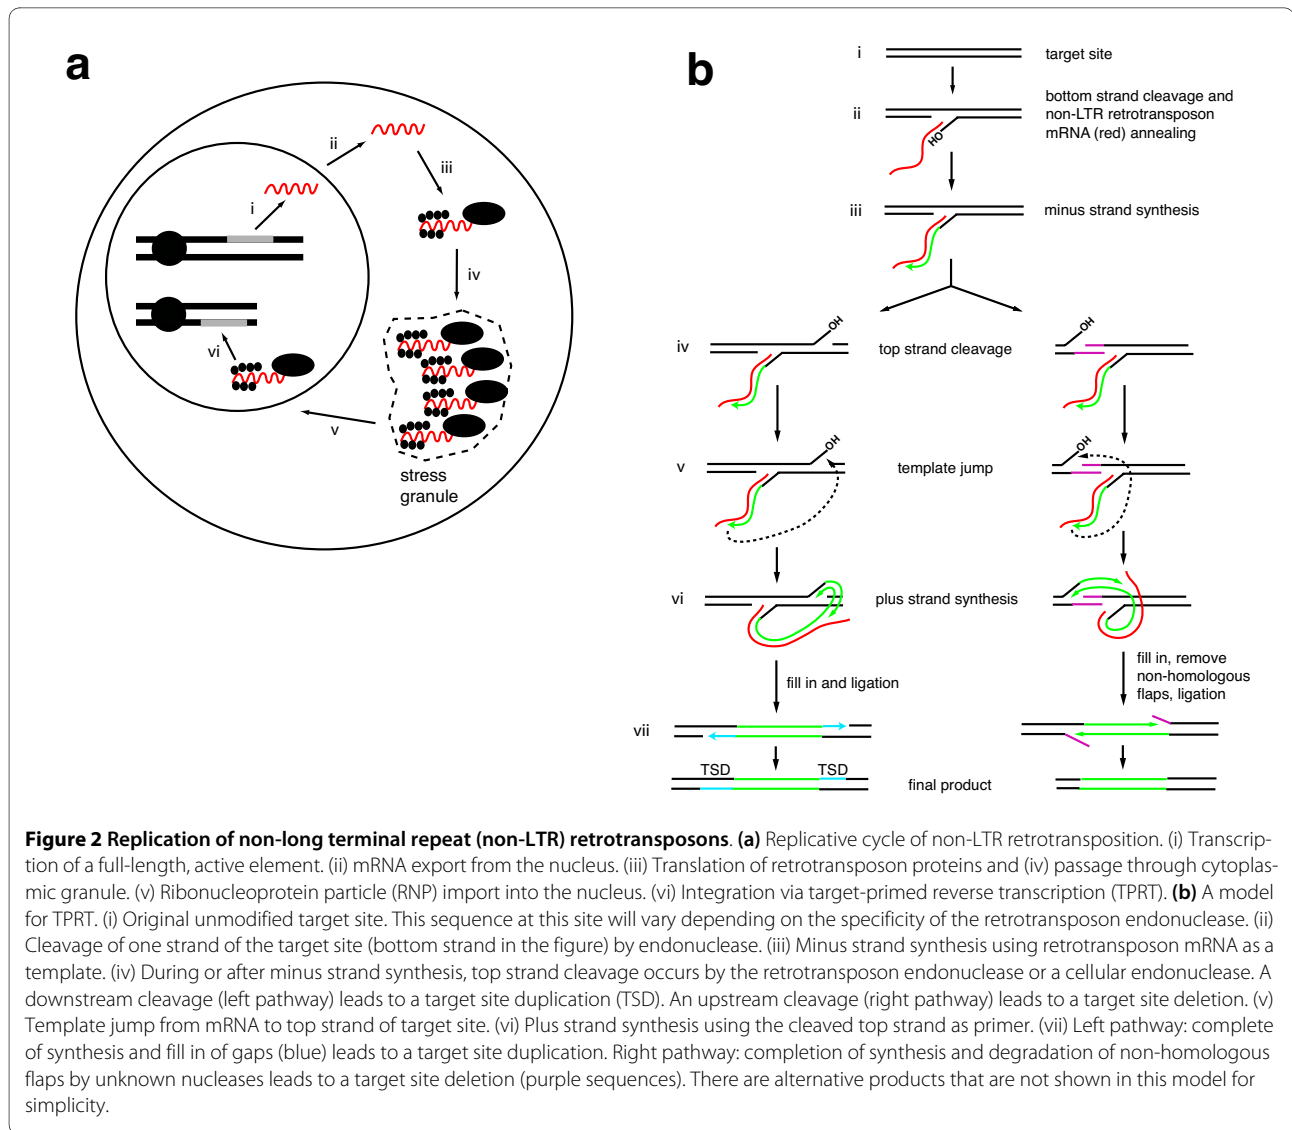 a
i
ii
iii
iv
v
vi
stress
granule
b
i
target site
ii
bottom strand cleavage and
non-LTR retrotransposon
mRNA (red) annealing
HO
iii
minus strand synthesis
iv
OH
top strand cleavage
OH
v
OH
template jump
OH
vi
plus strand synthesis
fill in and ligation
fill in, remove
non-homologous
flaps, ligation
vii
TSD
TSD
final product
Figure 2 Replication of non-long terminal repeat (non-LTR) retrotransposons. (a) Replicative cycle of non-LTR retrotransposition. (i) Transcrip-
tion of a full-length, active element. (ii) mRNA export from the nucleus. (iii) Translation of retrotransposon proteins and (iv) passage through cytoplas-
mic granule. (v) Ribonucleoprotein particle (RNP) import into the nucleus. (vi) Integration via target-primed reverse transcription (TPRT). (b) A model
for TPRT. (i) Original unmodified target site. This sequence at this site will vary depending on the specificity of the retrotransposon endonuclease. (ii)
Cleavage of one strand of the target site (bottom strand in the figure) by endonuclease. (iii) Minus strand synthesis using retrotransposon mRNA as a
template. (iv) During or after minus strand synthesis, top strand cleavage occurs by the retrotransposon endonuclease or a cellular endonuclease. A
downstream cleavage (left pathway) leads to a target site duplication (TSD). An upstream cleavage (right pathway) leads to a target site deletion. (v)
Template jump from mRNA to top strand of target site. (vi) Plus strand synthesis using the cleaved top strand as primer. (vii) Left pathway: complete
of synthesis and fill in of gaps (blue) leads to a target site duplication. Right pathway: completion of synthesis and degradation of non-homologous
flaps by unknown nucleases leads to a target site deletion (purple sequences). There are alternative products that are not shown in this model for
simplicity.